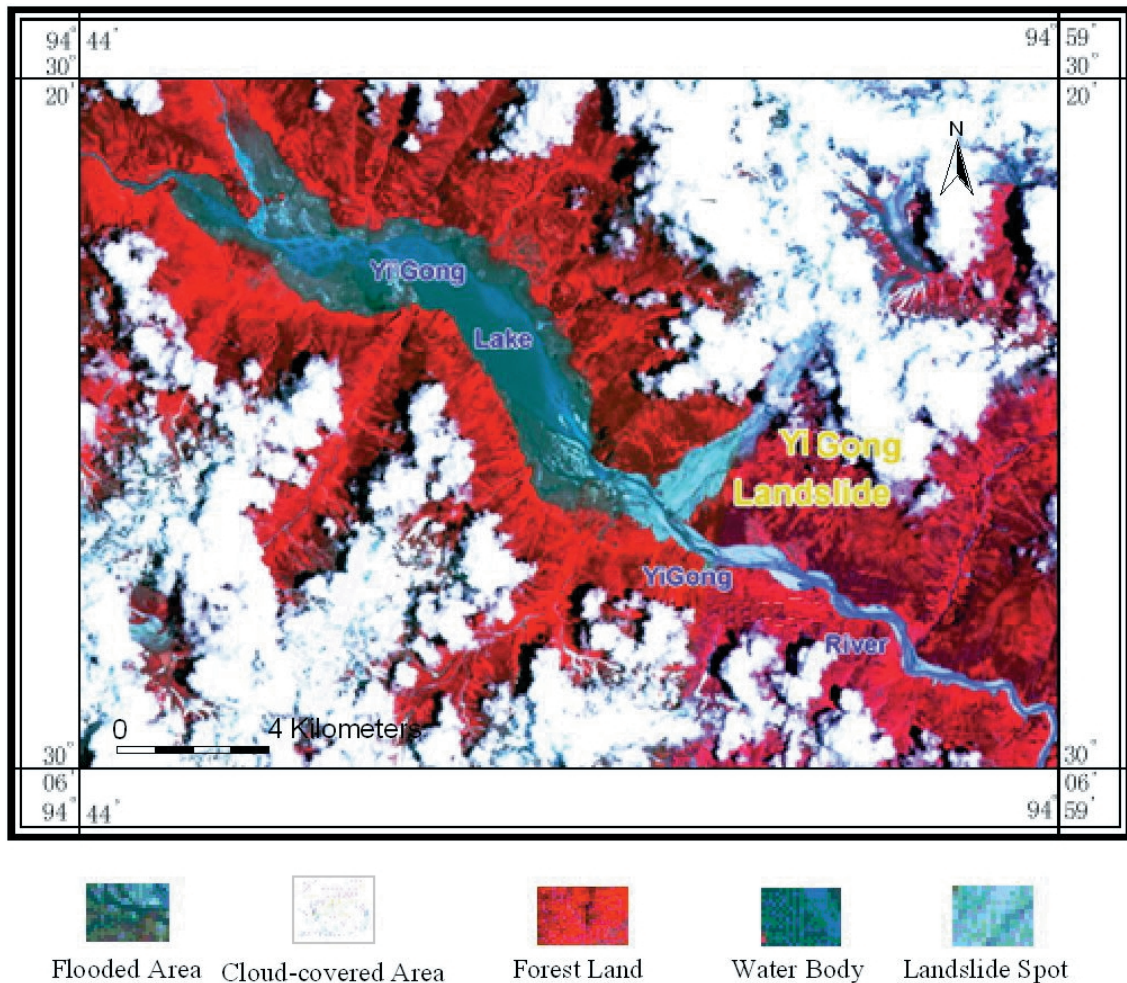 94° 44' 94° 59'
30° 30°
20' 20'
N
Yi Gong
Lake
Yi Gong
Landslide
YiGong
River
0 4 Kilometers
30° 30°
06' 06'
94° 44' 94° 59'
Flooded Area Cloud-covered Area Forest Land Water Body Landslide Spot